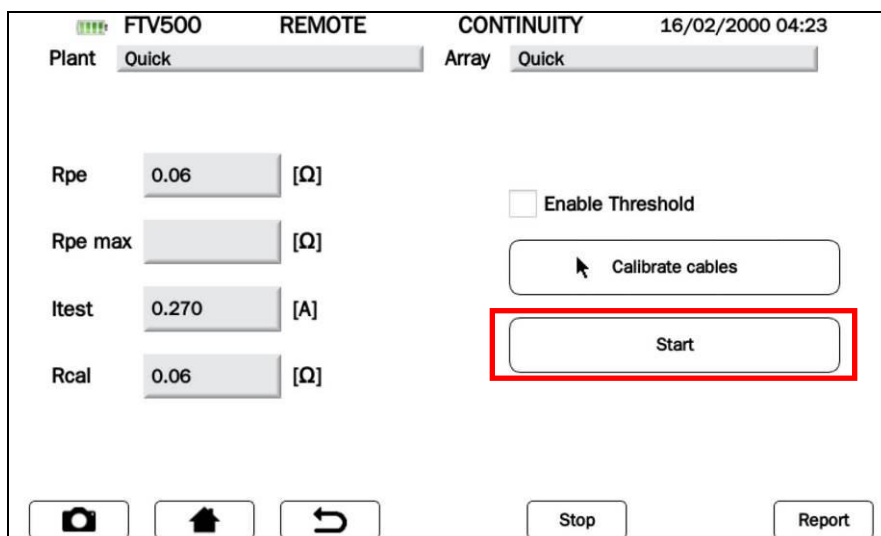 FTV500 REMOTE CONTINUITY 16/02/2000 04:23
Plant Quick Array Quick
Rpe 0.06 [Ω]
Enable Threshold
Rpe max [Ω]
Calibrate cables
Itest 0.270 [A]
Start
Rcal 0.06 [Ω]
Stop Report